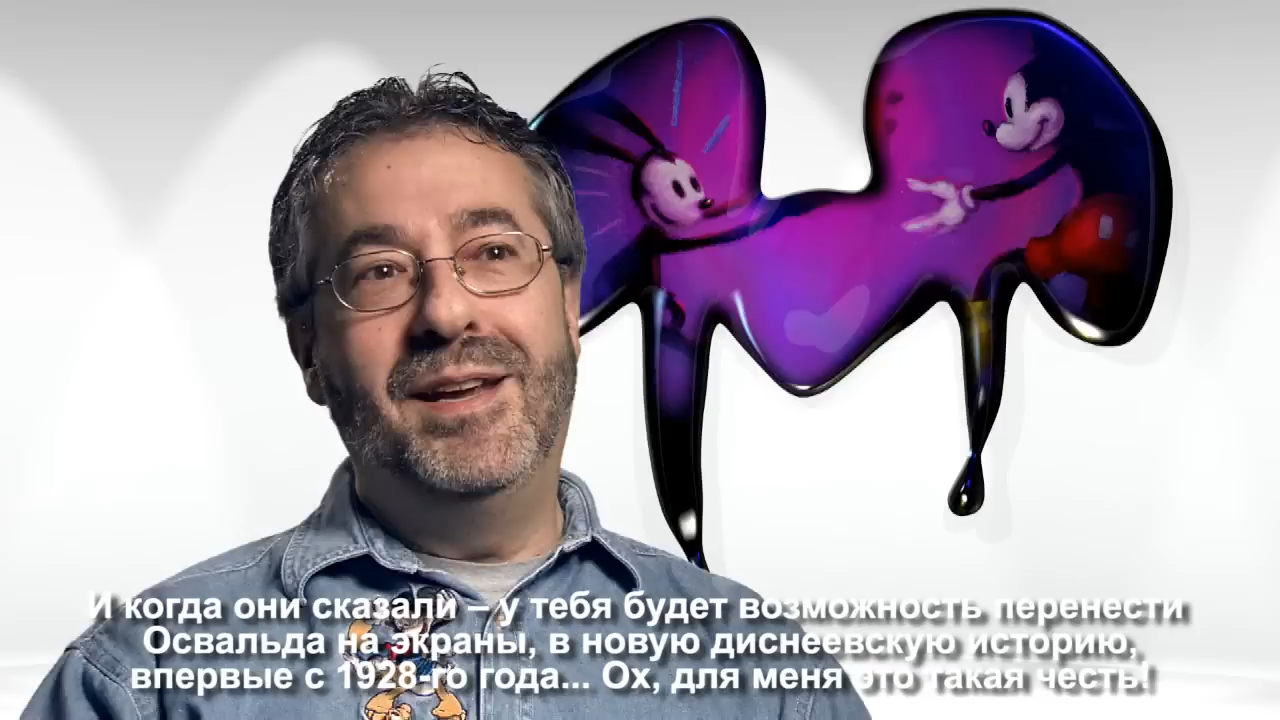 И когда они сказали – у тебя будет возможность перенести
Освальда на экраны, в новую диснеевскую историю,
впервые с 1928-го года... Ох, для меня это такая честь!